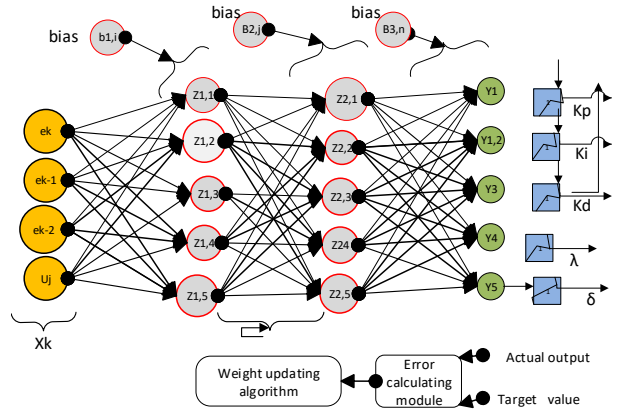 bias
b1,i
bias
B2,j
bias
B3,n
Z1,1
Z2,1
Y1
Kp
ek
Z1,2
Z2,2
Y1,2
Ki
ek-1
Z1,3
Z2,3
Y3
Kd
ek-2
Z1,4
Z24
Y4
λ
Uj
Z1,5
Z2,5
Y5
δ
Xk
Weight updating
algorithm
Error
calculating
module
Actual output
Target value